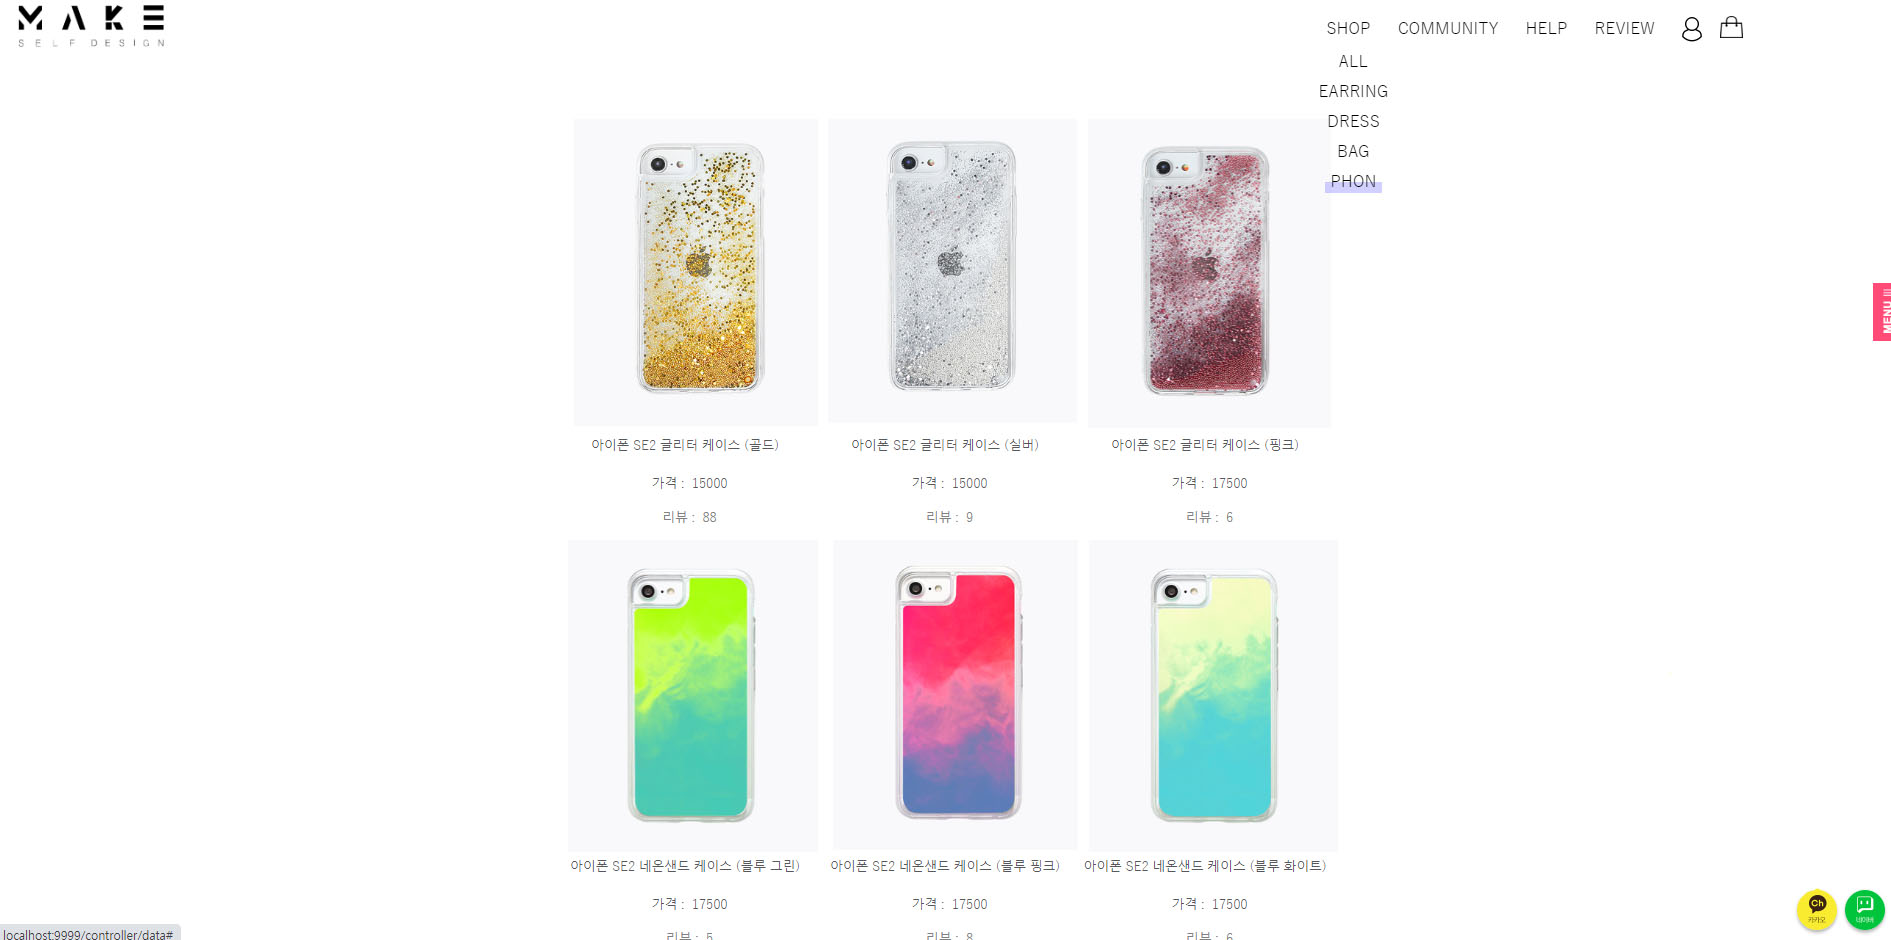 MAKE
SELF DESIGN
SHOP COMMUNITY HELP REVIEW
ALL
EARRING
DRESS
BAG
PHON
MENU
아이폰 SE2 글리터 케이스 (골드) 아이폰 SE2 글리터 케이스 (실버) 아이폰 SE2 글리터 케이스 (핑크)
가격 : 15000 가격 : 15000 가격 : 17500
리뷰 : 88 리뷰 : 9 리뷰 : 6
아이폰 SE2 네온샌드 케이스 (블루 그린) 아이폰 SE2 네온샌드 케이스 (블루 핑크) 아이폰 SE2 네온샌드 케이스 (블루 화이트)
가격 : 17500 가격 : 17500 가격 : 17500
리뷰 : 5 리뷰 : 8 리뷰 : 6
Ch
카카오
네이버
localhost:9999/controller/data#